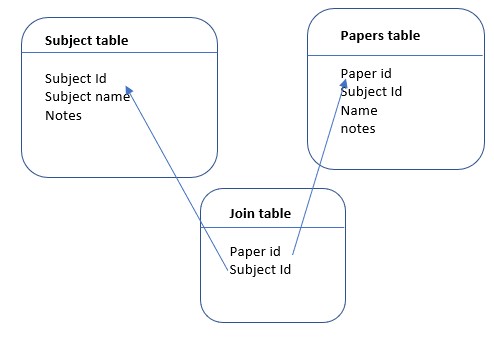 Subject table
Subject Id
Subject name
Notes
Papers table
Paper id
Subject Id
Name
notes
Join table
Paper id
Subject Id